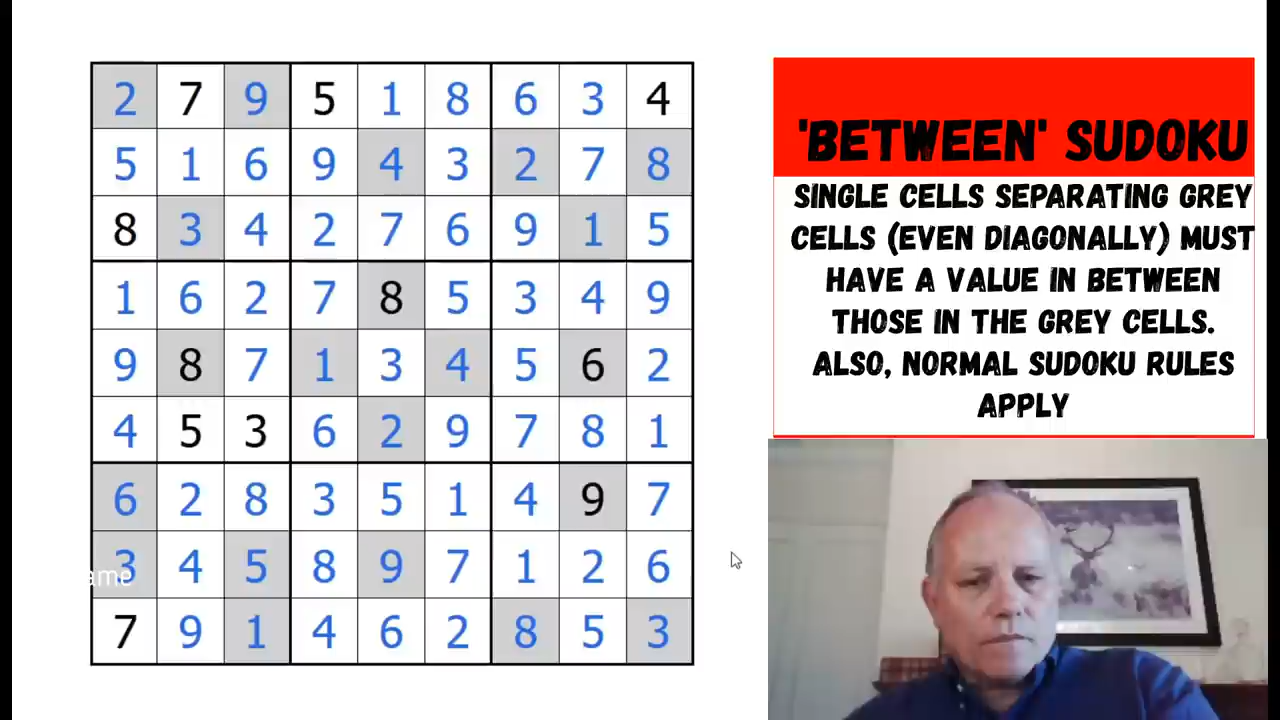 2 7 9 5 1 8 6 3 4
5 1 6 9 4 3 2 7 8
8 3 4 2 7 6 9 1 5
1 6 2 7 8 5 3 4 9
9 8 7 1 3 4 5 6 2
4 5 3 6 2 9 7 8 1
6 2 8 3 5 1 4 9 7
3 4 5 8 9 7 1 2 6
ame
7 9 1 4 6 2 8 5 3
'BETWEEN' SUDOKU
SINGLE CELLS SEPARATING GREY
CELLS (EVEN DIAGONALLY) MUST
HAVE A VALUE IN BETWEEN
THOSE IN THE GREY CELLS.
ALSO, NORMAL SUDOKU RULES
APPLY